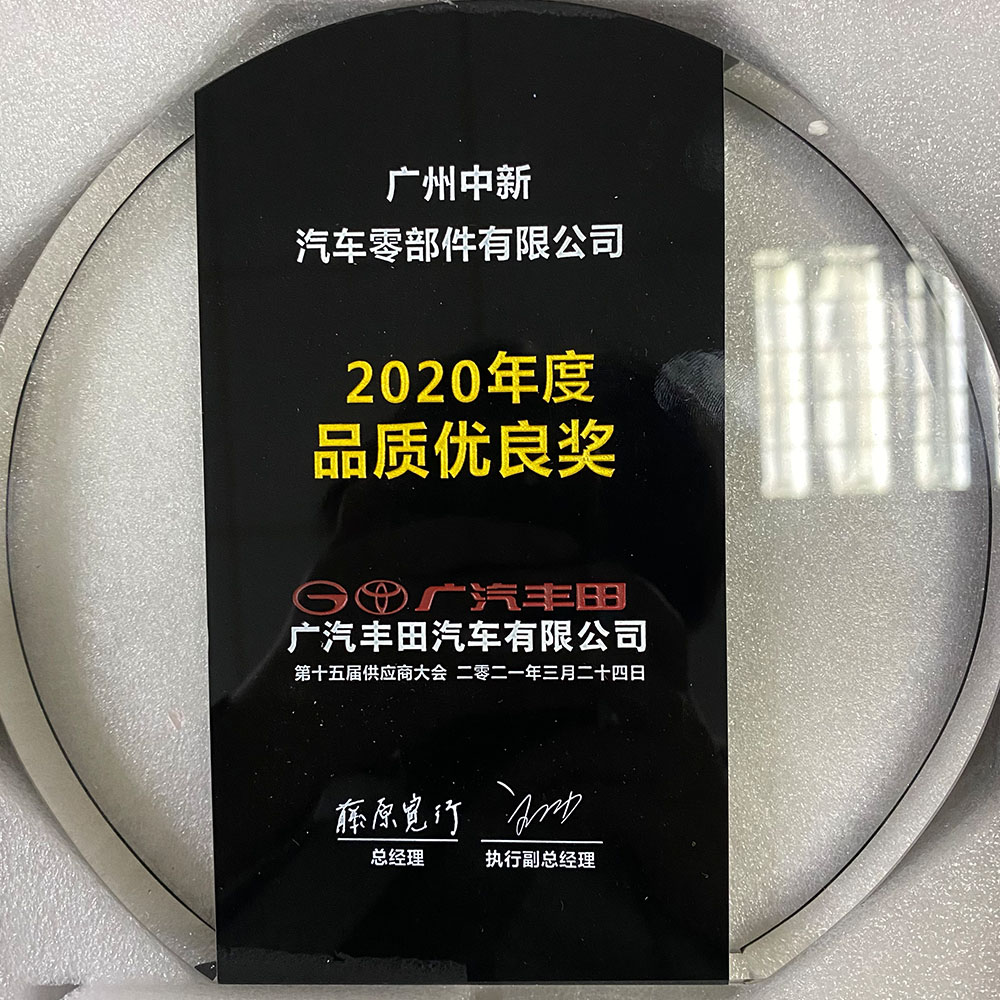 广州中新
汽车零部件有限公司
2020年度
品质优良奖
广汽丰田
广汽丰田汽车有限公司
第十五届供应商大会 二零二一年三月二十四日
藤原寛行
总经理
执行副总经理